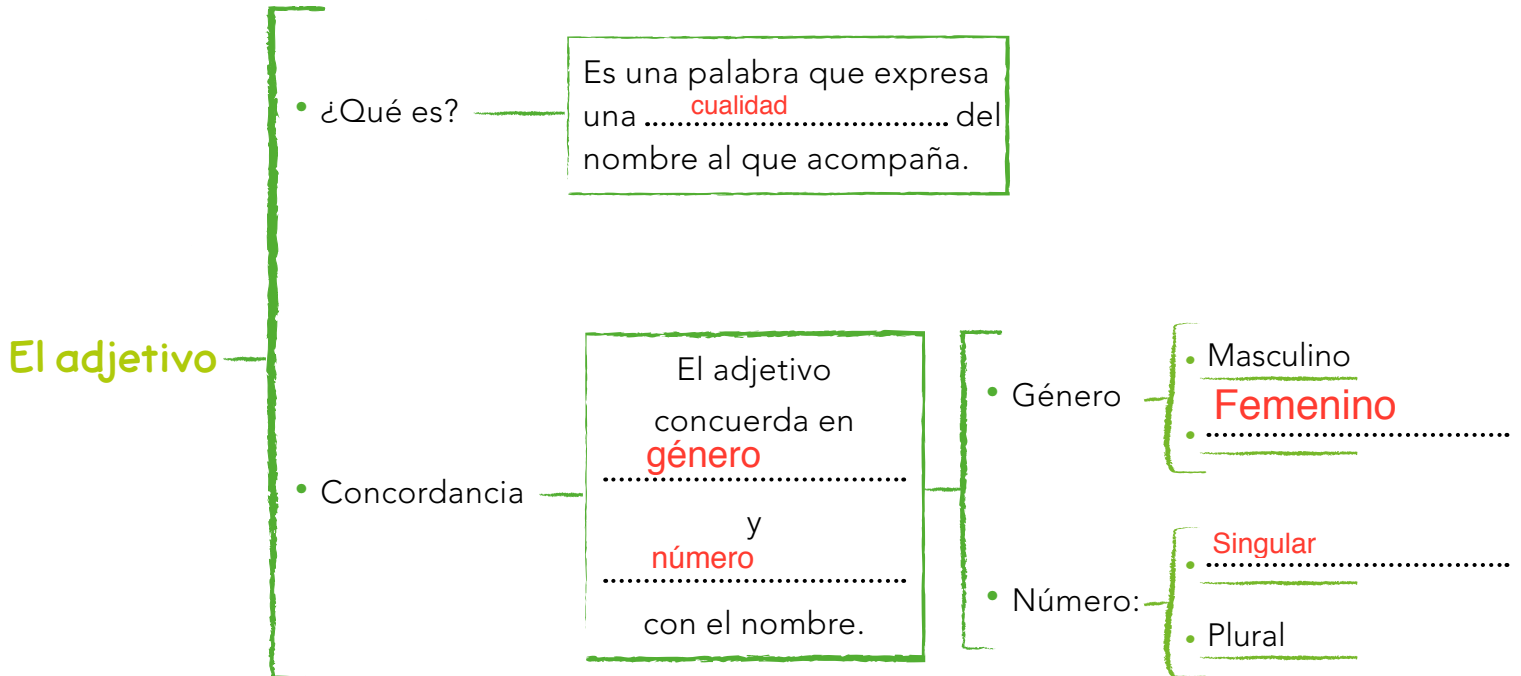 El adjetivo
• ¿Qué es?
Es una palabra que expresa
una ....cualidad.................... del
nombre al que acompaña.
• Concordancia
El adjetivo
concuerda en
género
y
número
con el nombre.
• Género
• Masculino
• Femenino
• Número:
• Singular
• Plural